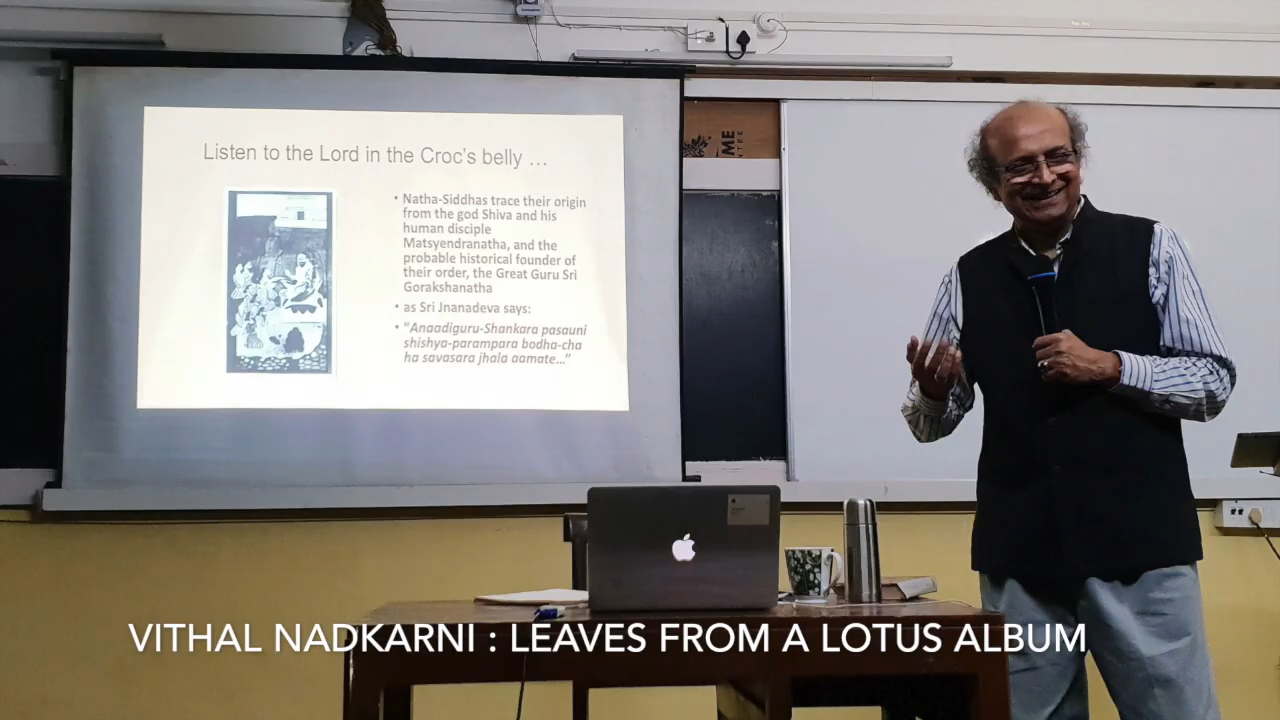 Listen to the Lord in the Croc's belly ...
• Natha-Siddhas trace their origin
from the god Shiva and his
human disciple
Matsyendranatha, and the
probable historical founder of
their order, the Great Guru Sri
Gorakshanatha
• as Sri Jnanadeva says:
• "Anaadiguru-Shankara pasauni
shishya-parampara bodha-cha
ha savasara jhala aamate..."
ME
VITHAL NADKARNI : LEAVES FROM A LOTUS ALBUM